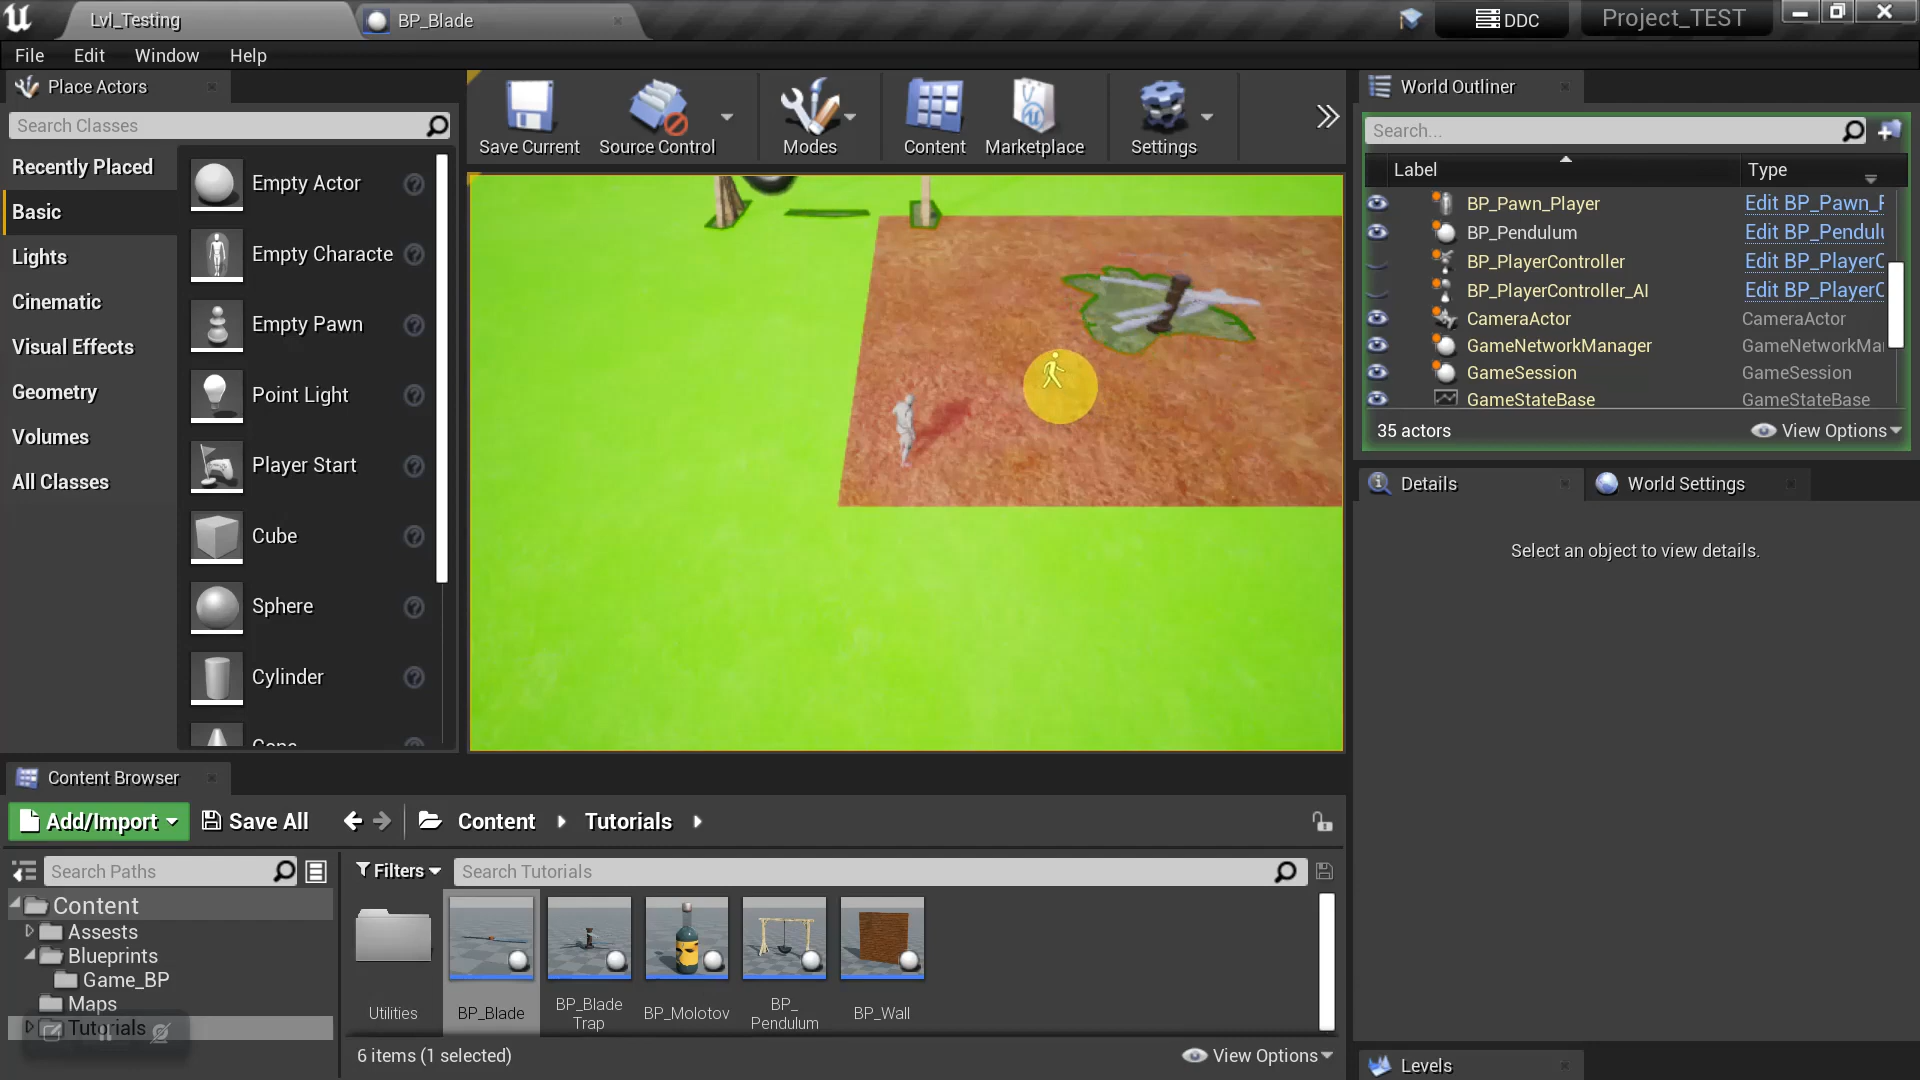 Lvl_Testing
BP_Blade
DDC
Project_TEST
File Edit Window Help
Place Actors
Search Classes
Recently Placed
Basic
Lights
Cinematic
Visual Effects
Geometry
Volumes
All Classes
Empty Actor
Empty Characte
Empty Pawn
Point Light
Player Start
Cube
Sphere
Cylinder
Cone
Save Current
Source Control
Modes
Content
Marketplace
Settings
World Outliner
Search...
Label Type
BP_Pawn_Player Edit BP_Pawn_P
BP_Pendulum Edit BP_Pendulu
BP_PlayerController Edit BP_PlayerC
BP_PlayerController_AI Edit BP_PlayerC
CameraActor CameraActor
GameNetworkManager GameNetworkMa
GameSession GameSession
GameStateBase GameStateBase
35 actors View Options
Details
World Settings
Select an object to view details.
Content Browser
Add/Import Save All Content Tutorials
Search Paths
Filters
Search Tutorials
Content
Assests
Blueprints
Game_BP
Maps
Tutorials
Utilities
BP_Blade
BP_Blade
Trap
BP_Molotov
BP_
Pendulum
BP_Wall
6 items (1 selected)
View Options
Levels